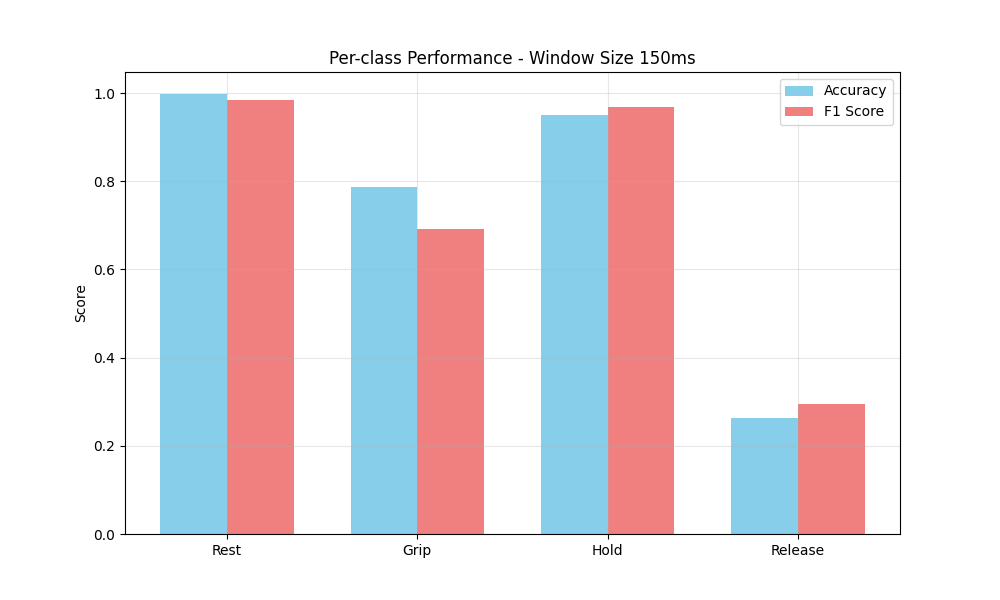 Per-class Performance - Window Size 150ms
Accuracy
F1 Score
Score
1.0
0.8
0.6
0.4
0.2
0.0
Rest Grip Hold Release